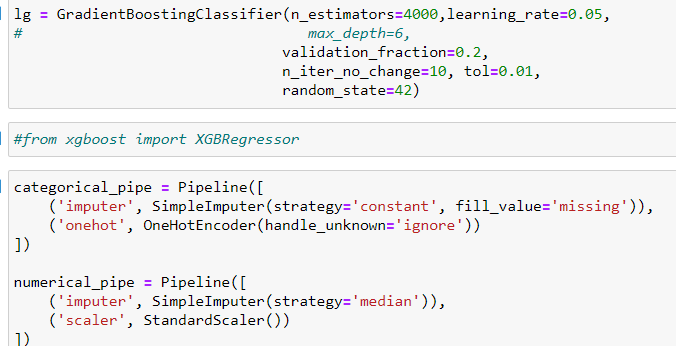 lg = GradientBoostingClassifier(n_estimators=4000,learning_rate=0.05,
#                               max_depth=6,
                                validation_fraction=0.2,
                                n_iter_no_change=10, tol=0.01,
                                random_state=42)
#from xgboost import XGBRegressor
categorical_pipe = Pipeline([
    ('imputer', SimpleImputer(strategy='constant', fill_value='missing')),
    ('onehot', OneHotEncoder(handle_unknown='ignore'))
])
numerical_pipe = Pipeline([
    ('imputer', SimpleImputer(strategy='median')),
    ('scaler', StandardScaler())
])